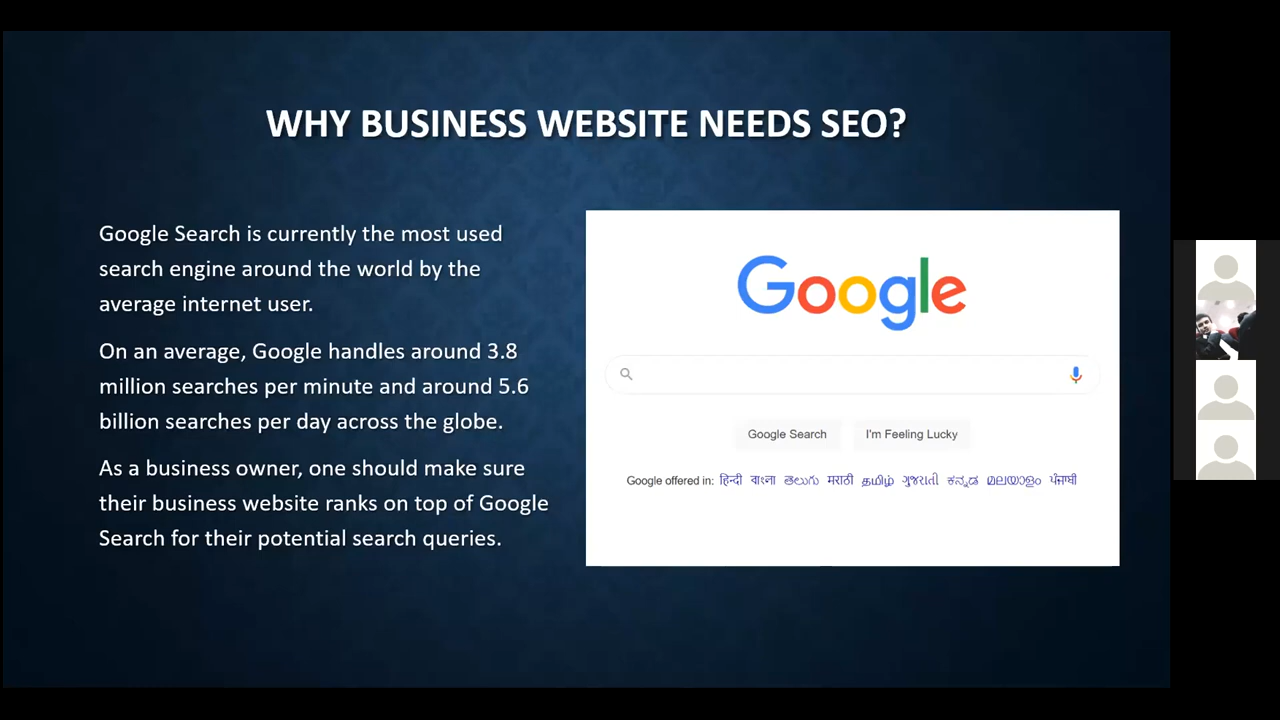 WHY BUSINESS WEBSITE NEEDS SEO?
Google Search is currently the most used
search engine around the world by the
average internet user.
On an average, Google handles around 3.8
million searches per minute and around 5.6
billion searches per day across the globe.
As a business owner, one should make sure
their business website ranks on top of Google
Search for their potential search queries.
Google
Google Search I'm Feeling Lucky
Google offered in: हिन्दी বাংলা తెలుగు मराठी தமிழ் ગુજરાતી ಕನ್ನಡ മലയാളം ਪੰਜਾਬੀ